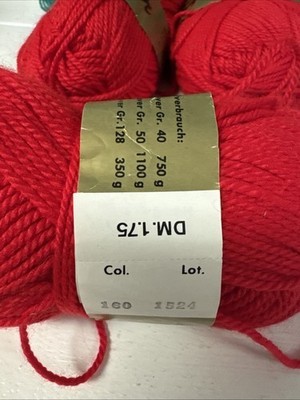 verbrauch:
er Gr. 40 750 g
er Gr. 50 1100 g
er Gr.128 350 g
DM.1.75
Col. Lot.
160 1524